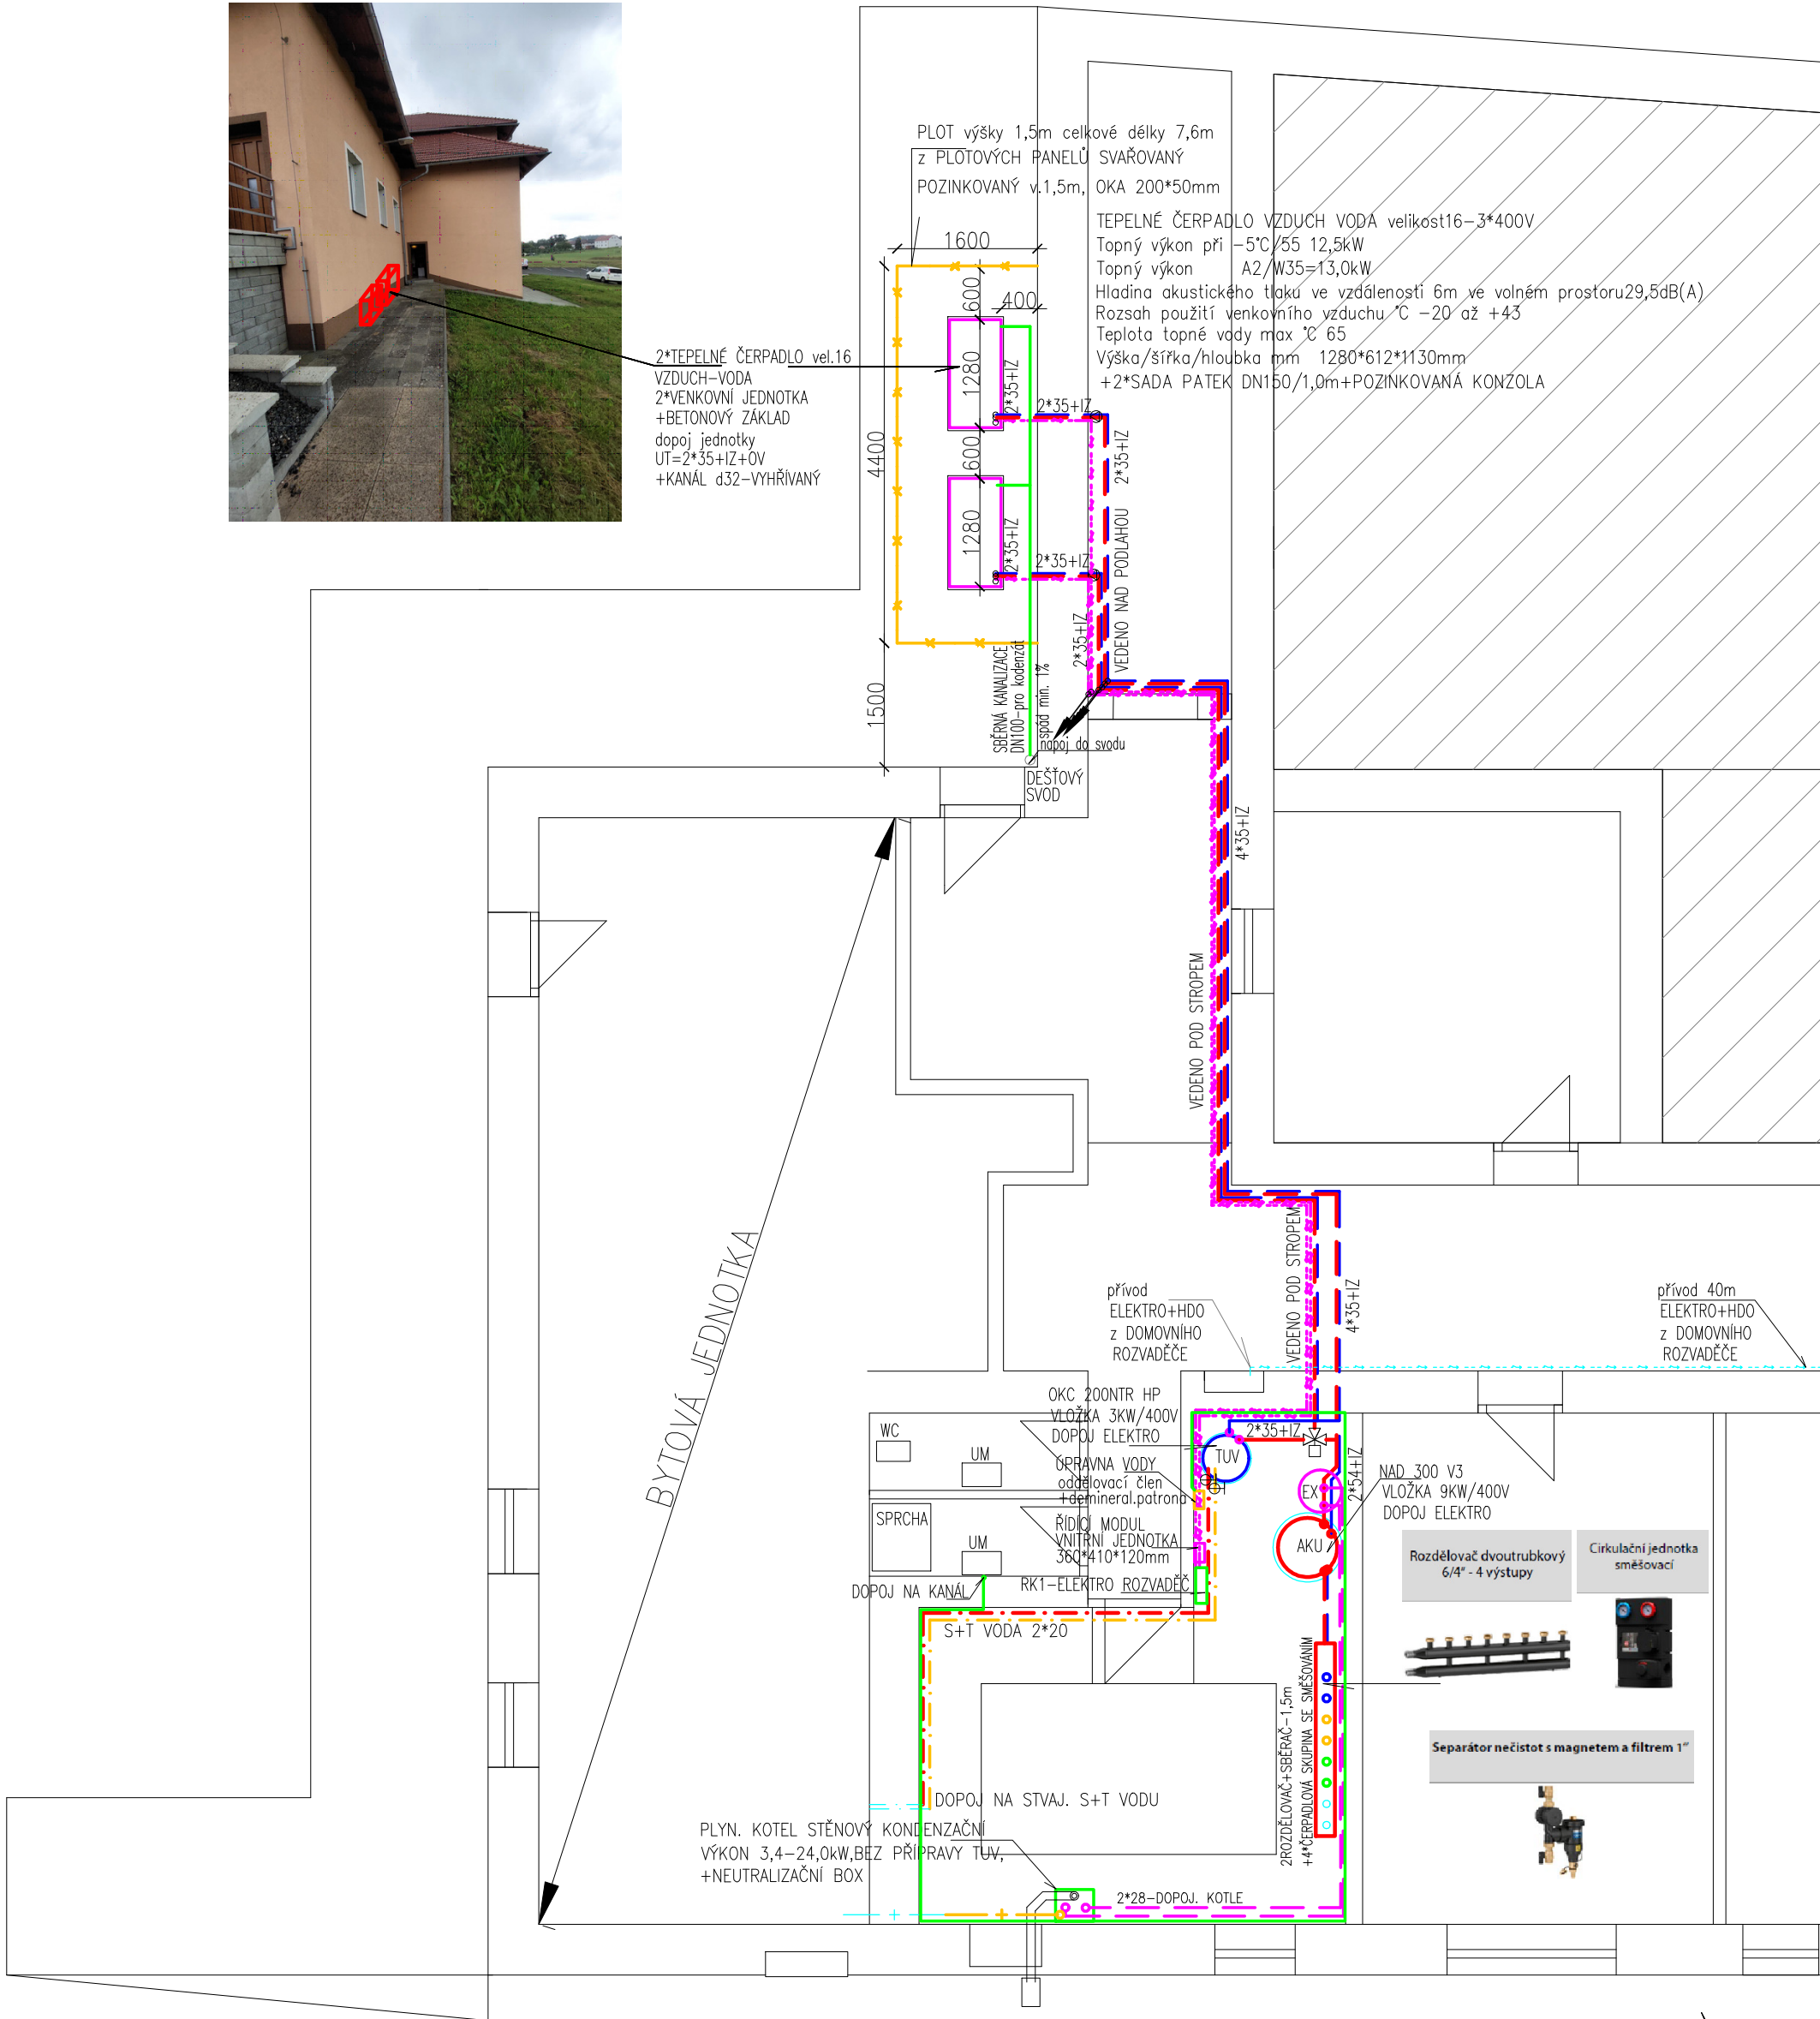 PLOT výšky 1,5m celkové délky 7,6m
z PLOTOVÝCH PANELŮ SVAŘOVANÝ
POZINKOVANÝ v.1,5m, OKA 200*50mm
TEPELNÉ ČERPADLO VZDUCH VODA velikost16-3*400V
Topný výkon při -5°C/55 12,5kW
Topný výkon A2/W35=13,0kW
Hladina akustického tlaku ve vzdálenosti 6m ve volném prostoru29,5dB(A)
Rozsah použití venkovního vzduchu °C -20 až +43
Teplota topné vody max °C 65
Výška/šířka/hloubka mm 1280*612*1130mm
+2*SADA PATEK DN150/1,0m+POZINKOVANÁ KONZOLA
1600
600
400
1280
600
1280
4400
1500
2*TEPELNÉ ČERPADLO vel.16
VZDUCH-VODA
2*VENKOVNÍ JEDNOTKA
+BETONOVÝ ZÁKLAD
dopoj jednotky
UT=2*35+IZ+OV
+KANÁL d32-VYHŘÍVANÝ
2*35+IZ
2*35+IZ
2*35+IZ
2*35+IZ
2*35+IZ
2*35+IZ
VEDENO NAD PODLAHOU
SBĚRNÁ KANALIZACE
DN100-pro kodenzát
spád min. 1%
napoj do svodu
DEŠŤOVÝ
SVOD
4*35+IZ
VEDENO POD STROPEM
BYTOVÁ JEDNOTKA
VEDENO POD STROPEM
4*35+IZ
přívod
ELEKTRO+HDO
z DOMOVNÍHO
ROZVADĚČE
přívod 40m
ELEKTRO+HDO
z DOMOVNÍHO
ROZVADĚČE
OKC 200NTR HP
VLOŽKA 3KW/400V
DOPOJ ELEKTRO
2*35+IZ
TUV
WC
UM
ÚPRAVNA VODY
oddělovací člen
+demineral.patrona
EX
2*54+IZ
NAD 300 V3
VLOŽKA 9KW/400V
DOPOJ ELEKTRO
SPRCHA
UM
ŘÍDÍCÍ MODUL
VNITRNÍ JEDNOTKA
360*410*120mm
AKU
DOPOJ NA KANÁL
RK1-ELEKTRO ROZVADĚČ
Rozdělovač dvoutrubkový
6/4" - 4 výstupy
Cirkulační jednotka
směšovací
S+T VODA 2*20
2ROZDĚLOVAČ+SBĚRAČ-1,5m
+4*ČERPADLOVÁ SKUPINA SE SMĚŠOVÁNÍM
Separátor nečistot s magnetem a filtrem 1"
DOPOJ NA STVAJ. S+T VODU
PLYN. KOTEL STĚNOVÝ KONDENZAČNÍ
VÝKON 3,4-24,0kW,BEZ PŘÍPRAVY TUV,
+NEUTRALIZAČNÍ BOX
2*28-DOPOJ. KOTLE